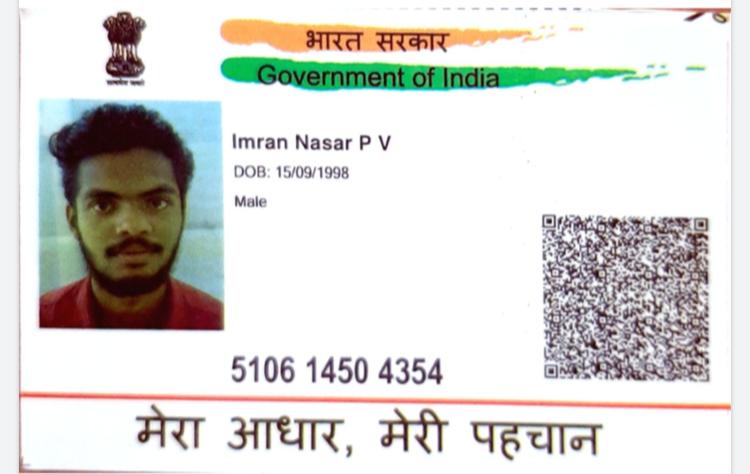 भारत सरकार
Government of India
Imran Nasar P V
DOB: 15/09/1998
Male
5106 1450 4354
मेरा आधार, मेरी पहचान